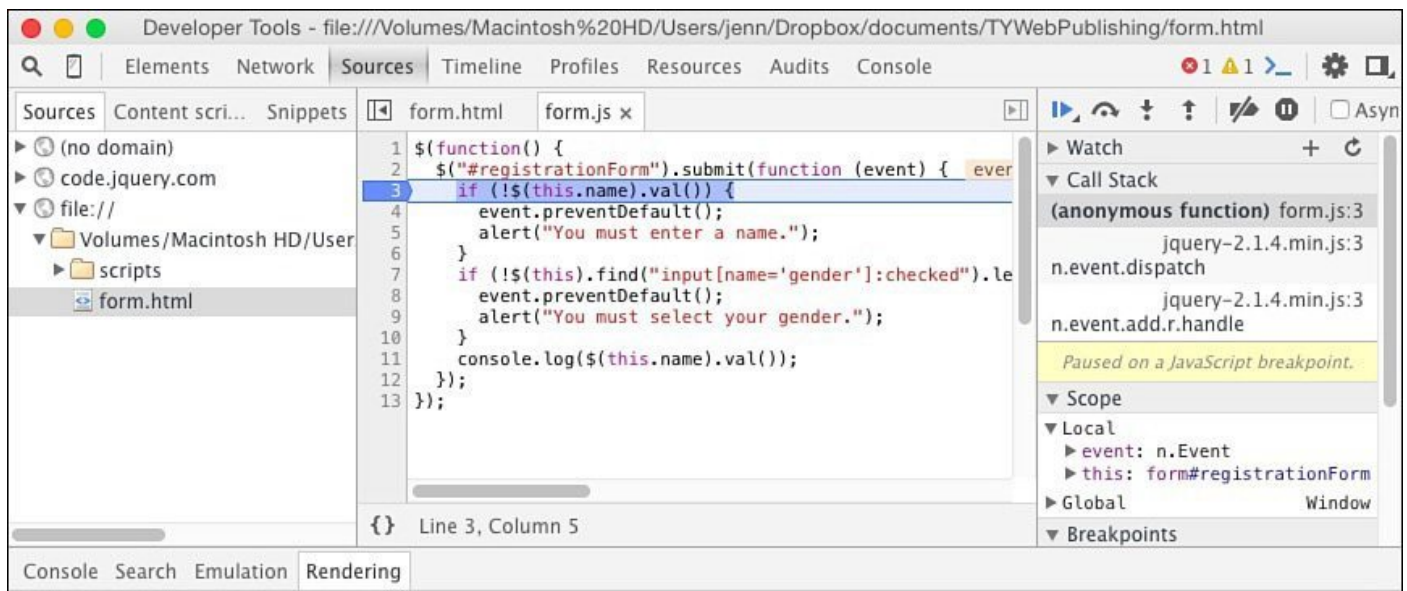 Developer Tools - file:///Volumes/Macintosh%20HD/Users/jenn/Dropbox/documents/TYWebPublishing/form.html
Elements Network Sources Timeline Profiles Resources Audits Console 1 1
Sources Content scri... Snippets
(no domain)
code.jquery.com
file://
Volumes/Macintosh HD/User
scripts
form.html
form.html form.js ×
1 $(function() {
2 $("#registrationForm").submit(function (event) { ever
3 if (!$(this.name).val()) {
4 event.preventDefault();
5 alert("You must enter a name.");
6 }
7 if (!$(this).find("input[name='gender']:checked").le
8 event.preventDefault();
9 alert("You must select your gender.");
10 }
11 console.log($(this.name).val());
12 });
13 });
{} Line 3, Column 5
Asyn
Watch
Call Stack
(anonymous function) form.js:3
jquery-2.1.4.min.js:3
n.event.dispatch
jquery-2.1.4.min.js:3
n.event.add.r.handle
Paused on a JavaScript breakpoint.
Scope
Local
event: n.Event
this: form#registrationForm
Global Window
Breakpoints
Console Search Emulation Rendering